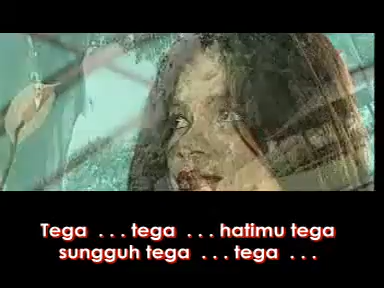 Tega . . . tega . . . hatimu tega
sungguh tega . . . tega . . .